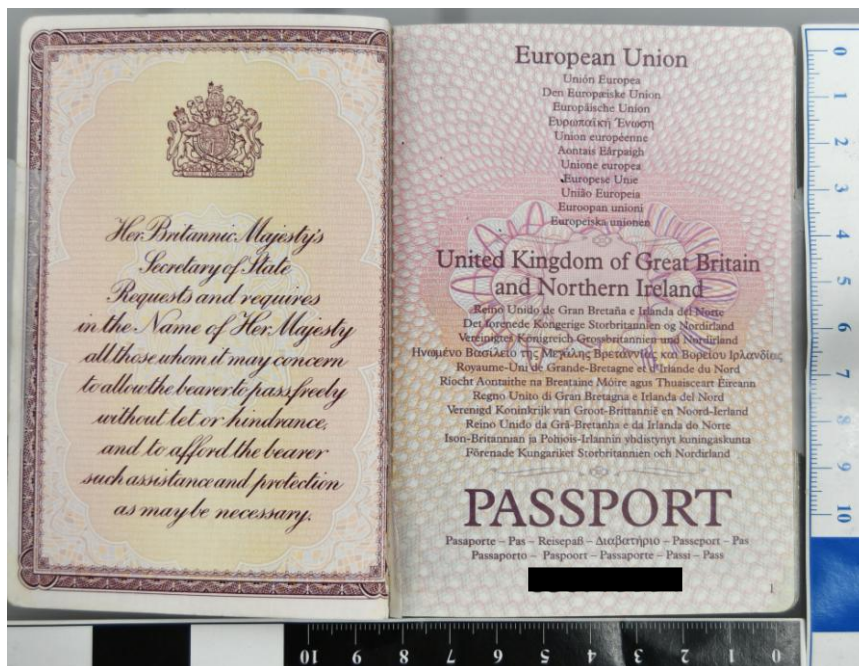 Her Britannic Majesty's
Secretary of State
Requests and requires
in the Name of Her Majesty
all those whom it may concern
to allow the bearer to pass freely
without let or hindrance,
and to afford the bearer
such assistance and protection
as may be necessary.
European Union
Unión Europea
Den Europæiske Union
Europäische Union
Ευρωπαϊκή Ένωση
Union européenne
Aontais Eárpaigh
Unione europea
Europese Unie
União Europeia
Euroopan unioni
Europeiska unionen
United Kingdom of Great Britain
and Northern Ireland
Reino Unido de Gran Bretaña e Irlanda del Norte
Det forenede Kongerige Storbritannien og Nordirland
Vereinigtes Königreich Grossbritannien und Nordirland
Ηνωμένο Βασίλειο της Μεγάλης Βρετανvίας και Βορείου Ιρλανδίας
Royaume-Uni de Grande-Bretagne et d'Irlande du Nord
Ríocht Aontaithe na Breataine Móire agus Thuaisceart Éireann
Regno Unito di Gran Bretagna e Irlanda del Nord
Verenigd Koninkrijk van Groot-Brittannië en Noord-Ierland
Reino Unido da Grã-Bretanha e da Irlanda do Norte
Ison-Britannian ja Pohjois-Irlannin yhdistynyt kuningaskunta
Förenade Kungariket Storbritannien och Nordirland
PASSPORT
Pasaporte – Pas – Reisepaß – Διαβατήριο – Passeport – Pas
Passaporto – Paspoort – Passaporte – Passi – Pass
1
0
1
2
3
4
5
6
7
8
9
10
10 9 8 7 6 5 4 3 2 1 0